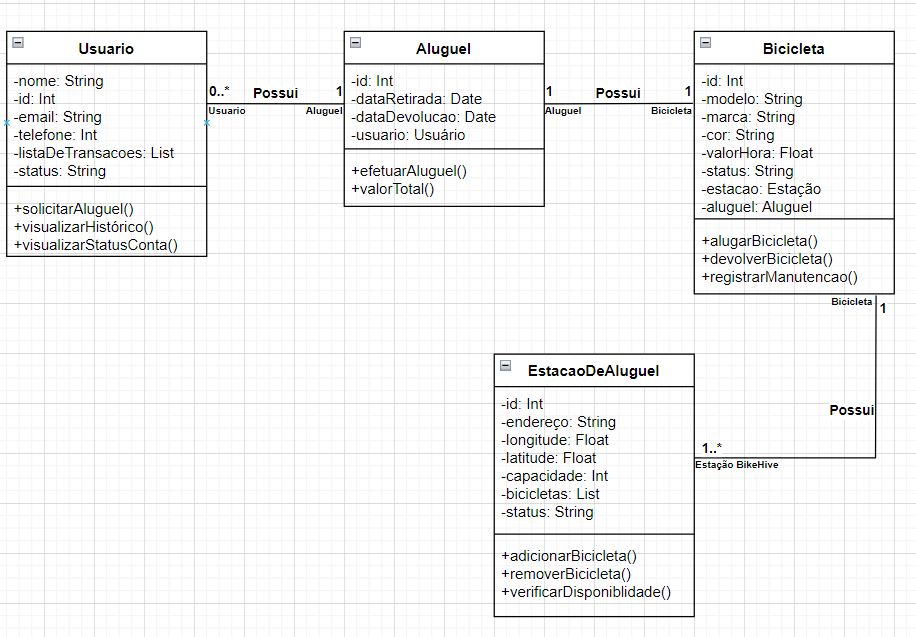 Usuario
-nome: String
-id: Int
-email: String
-telefone: Int
-listaDeTransacoes: List
-status: String
+solicitarAluguel()
+visualizarHistórico()
+visualizarStatusConta()
0..*
Possui
1
Usuario
Aluguel
Aluguel
-id: Int
-dataRetirada: Date
-dataDevolucao: Date
-usuario: Usuário
+efetuarAluguel()
+valorTotal()
1
Possui
1
Aluguel
Bicicleta
Bicicleta
-id: Int
-modelo: String
-marca: String
-cor: String
-valorHora: Float
-status: String
-estacao: Estação
-aluguel: Aluguel
+alugarBicicleta()
+devolverBicicleta()
+registrarManutencao()
Bicicleta
1
Possui
1..*
Estação BikeHive
EstacaoDeAluguel
-id: Int
-endereço: String
-longitude: Float
-latitude: Float
-capacidade: Int
-bicicletas: List
-status: String
+adicionarBicicleta()
+removerBicicleta()
+verificarDisponiblidade()